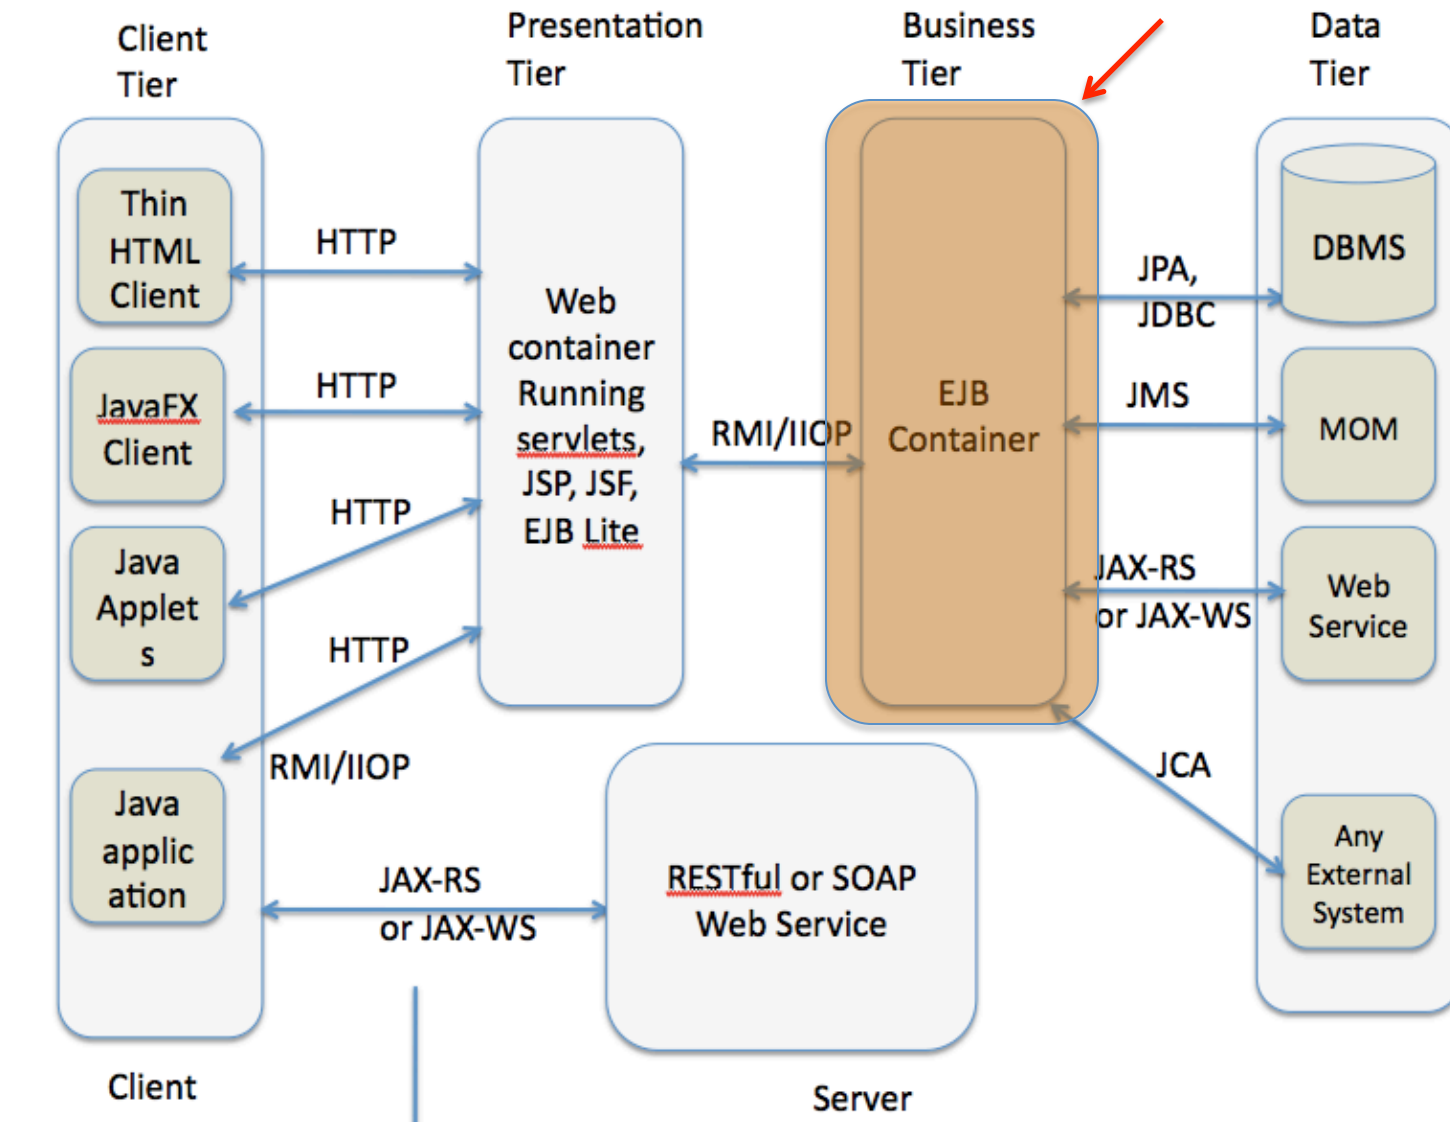 Client
Tier
Presentation
Tier
Business
Tier
Data
Tier
Thin
HTML
Client
HTTP
JavaFX
Client
HTTP
Java
Applet
s
HTTP
HTTP
RMI/IIOP
Java
applic
ation
JAX-RS
or JAX-WS
Web
container
Running
servlets,
JSP, JSF,
EJB Lite
RMI/IIOP
EJB
Container
JPA,
JDBC
JMS
JAX-RS
or JAX-WS
JCA
DBMS
MOM
Web
Service
Any
External
System
RESTful or SOAP
Web Service
Client
Server